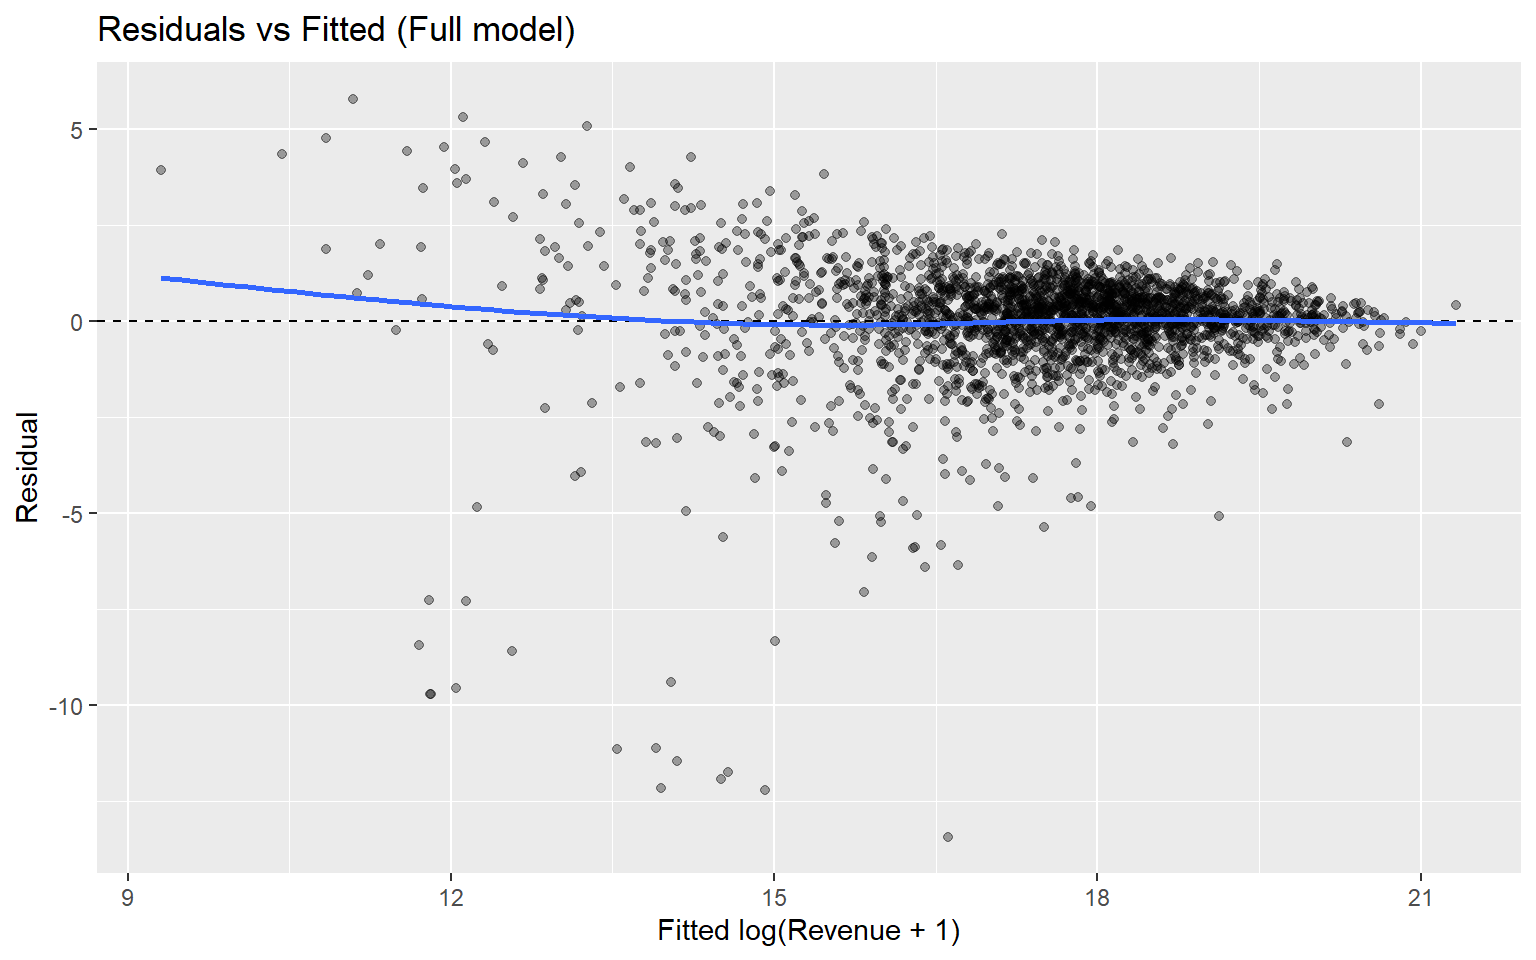 Residuals vs Fitted (Full model)
5
0
-5
-10
Residual
9 12 15 18 21
Fitted log(Revenue + 1)